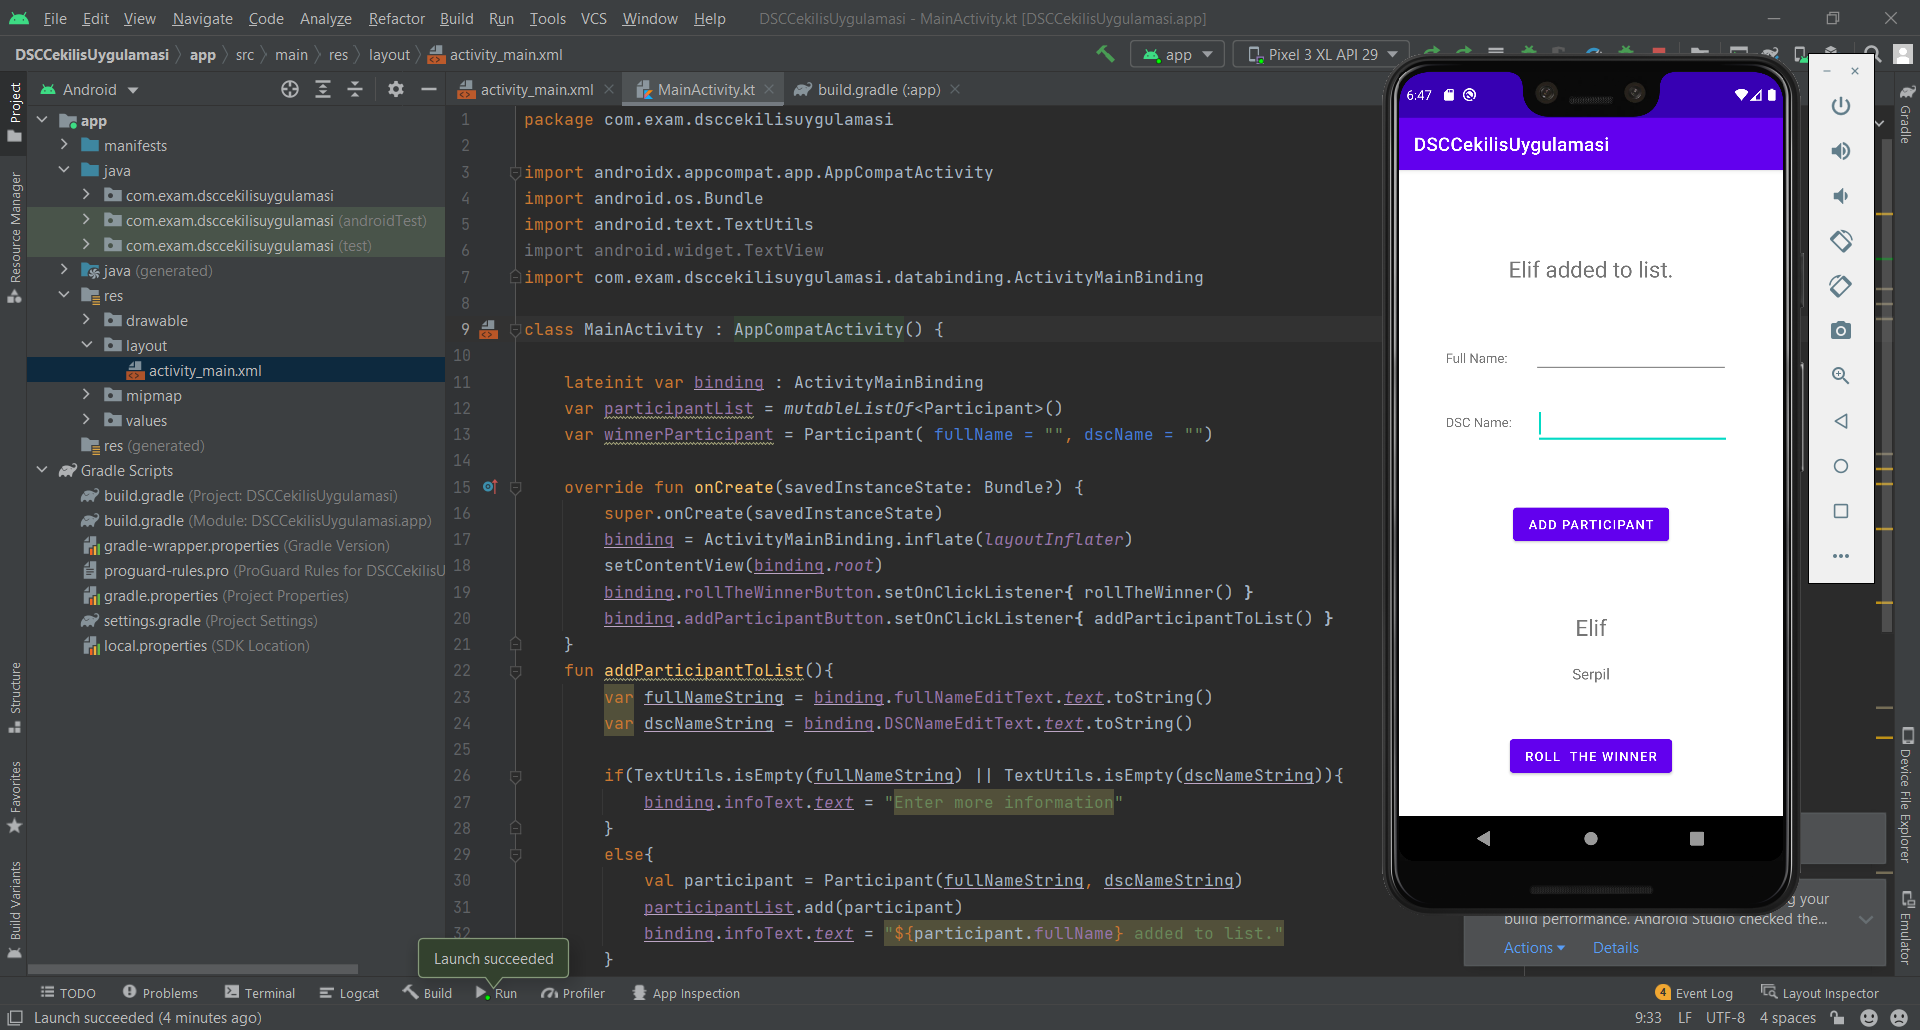 File Edit View Navigate Code Analyze Refactor Build Run Tools VCS Window Help DSCCekilisUygulamasi - MainActivity.kt [DSCCekilisUygulamasi.app]
DSCCekilisUygulamasi app src main res layout activity_main.xml app Pixel 3 XL API 29
Project
Resource Manager
Structure
Favorites
Build Variants
Android
app
manifests
java
com.exam.dsccekilisuygulamasi
com.exam.dsccekilisuygulamasi (androidTest)
com.exam.dsccekilisuygulamasi (test)
java (generated)
res
drawable
layout
activity_main.xml
mipmap
values
res (generated)
Gradle Scripts
build.gradle (Project: DSCCekilisUygulamasi)
build.gradle (Module: DSCCekilisUygulamasi.app)
gradle-wrapper.properties (Gradle Version)
proguard-rules.pro (ProGuard Rules for DSCCekilisU
gradle.properties (Project Properties)
settings.gradle (Project Settings)
local.properties (SDK Location)
activity_main.xml MainActivity.kt build.gradle (:app)
1 package com.exam.dsccekilisuygulamasi
2
3 import androidx.appcompat.app.AppCompatActivity
4 import android.os.Bundle
5 import android.text.TextUtils
6 import android.widget.TextView
7 import com.exam.dsccekilisuygulamasi.databinding.ActivityMainBinding
8
9 class MainActivity : AppCompatActivity() {
10
11 lateinit var binding : ActivityMainBinding
12 var participantList = mutableListOf<Participant>()
13 var winnerParticipant = Participant( fullName = "", dscName = "")
14
15 override fun onCreate(savedInstanceState: Bundle?) {
16 super.onCreate(savedInstanceState)
17 binding = ActivityMainBinding.inflate(layoutInflater)
18 setContentView(binding.root)
19 binding.rollTheWinnerButton.setOnClickListener{ rollTheWinner() }
20 binding.addParticipantButton.setOnClickListener{ addParticipantToList() }
21 }
22 fun addParticipantToList(){
23 var fullNameString = binding.fullNameEditText.text.toString()
24 var dscNameString = binding.DSCNameEditText.text.toString()
25
26 if(TextUtils.isEmpty(fullNameString) || TextUtils.isEmpty(dscNameString)){
27 binding.infoText.text = "Enter more information"
28 }
29 else{
30 val participant = Participant(fullNameString, dscNameString)
31 participantList.add(participant)
32 binding.infoText.text = "${participant.fullName} added to list."
}
6:47
DSCCekilisUygulamasi
Elif added to list.
Full Name:
DSC Name:
ADD PARTICIPANT
Elif
Serpil
ROLL THE WINNER
Gradle
Device File Explorer
Emulator
your
build performance. Android Studio checked the...
Actions Details
Launch succeeded
TODO Problems Terminal Logcat Build Run Profiler App Inspection 4 Event Log Layout Inspector
Launch succeeded (4 minutes ago) 9:33 LF UTF-8 4 spaces